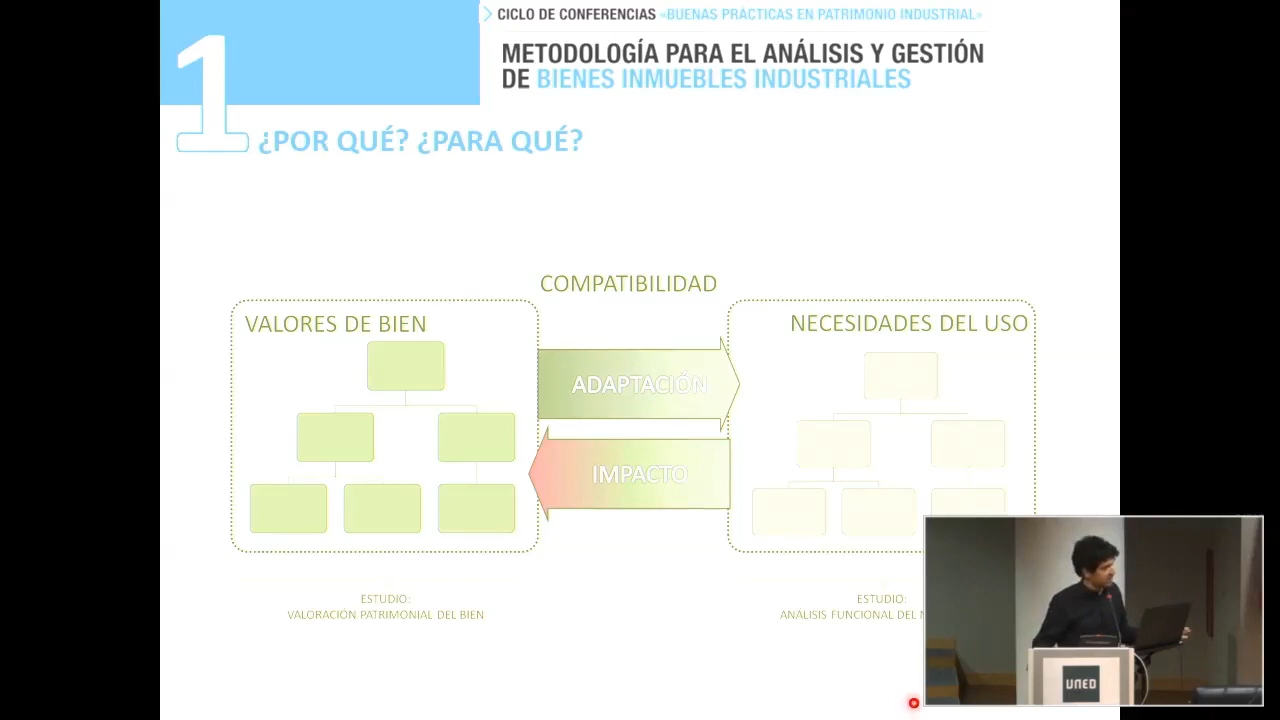 CICLO DE CONFERENCIAS «BUENAS PRÁCTICAS EN PATRIMONIO INDUSTRIAL»
METODOLOGÍA PARA EL ANÁLISIS Y GESTIÓN
DE BIENES INMUEBLES INDUSTRIALES
1
¿POR QUÉ? ¿PARA QUÉ?
COMPATIBILIDAD
VALORES DE BIEN
NECESIDADES DEL USO
ADAPTACIÓN
IMPACTO
ESTUDIO:
VALORACIÓN PATRIMONIAL DEL BIEN
ESTUDIO:
ANÁLISIS FUNCIONAL DEL
UNED